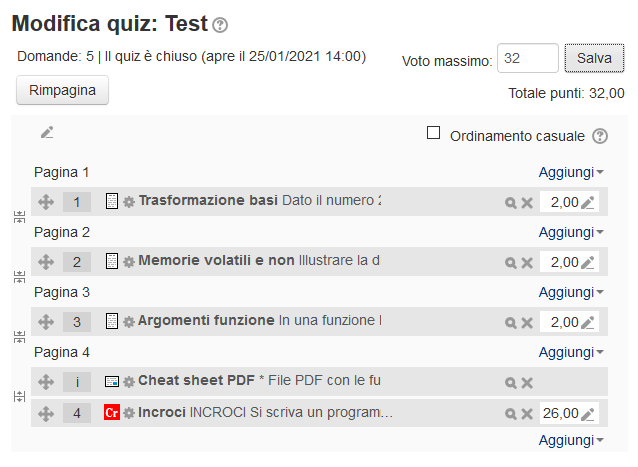 Modifica quiz: Test
Domande: 5 | Il quiz è chiuso (apre il 25/01/2021 14:00)
Voto massimo: 32 Salva
Rimpagina
Totale punti: 32,00
Ordinamento casuale
Pagina 1 Aggiungi
1 Trasformazione basi Dato il numero 2 2,00
Pagina 2 Aggiungi
2 Memorie volatili e non Illustrare la d 2,00
Pagina 3 Aggiungi
3 Argomenti funzione In una funzione 2,00
Pagina 4 Aggiungi
i Cheat sheet PDF * File PDF con le fu
4 Cr Incroci INCROCI Si scriva un program... 26,00
Aggiungi